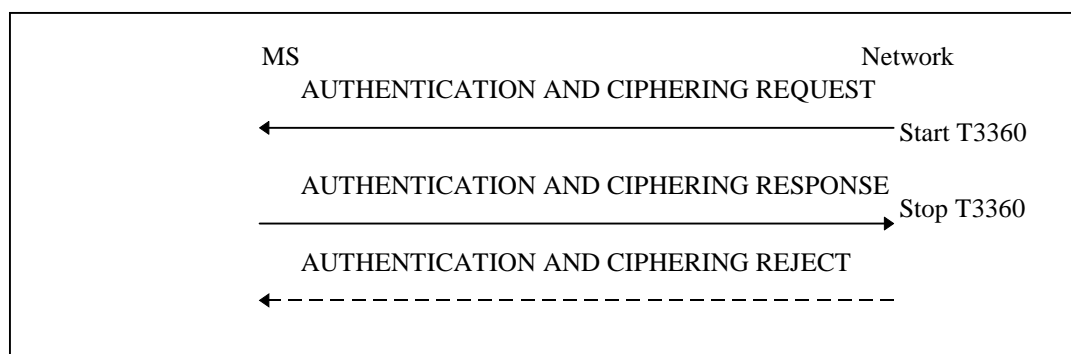 MS Network
AUTHENTICATION AND CIPHERING REQUEST
Start T3360
AUTHENTICATION AND CIPHERING RESPONSE
Stop T3360
AUTHENTICATION AND CIPHERING REJECT